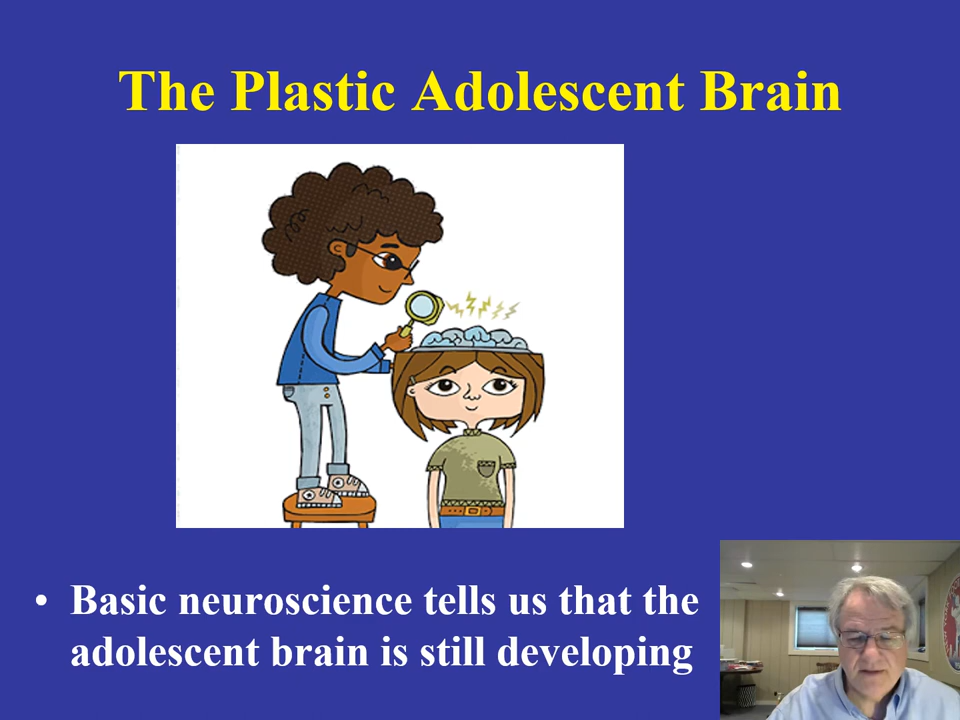 The Plastic Adolescent Brain
• Basic neuroscience tells us that the
adolescent brain is still developing